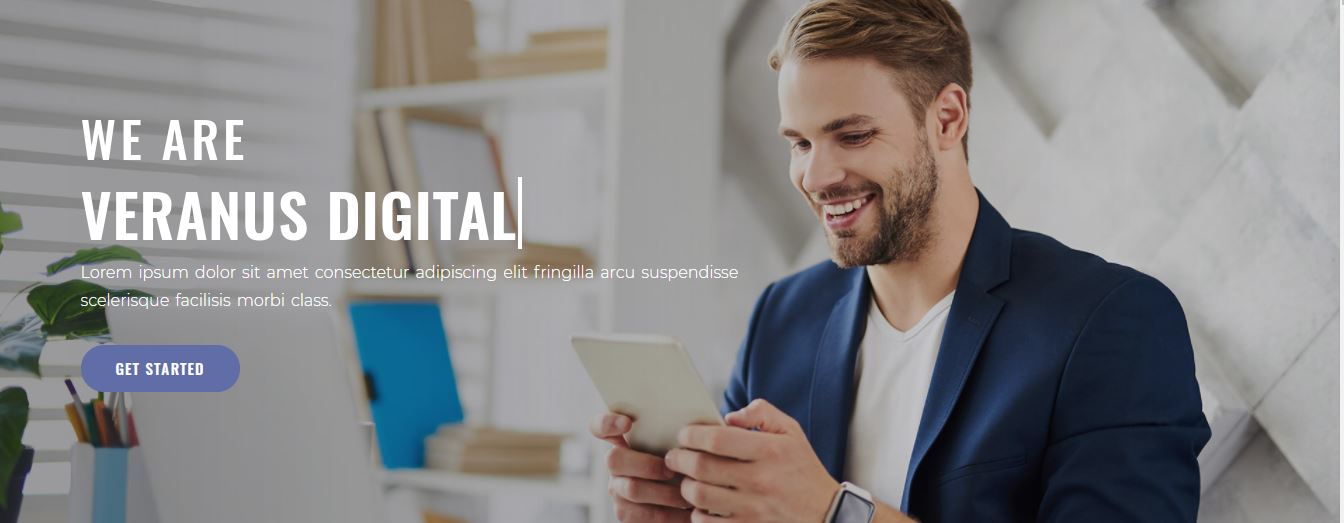 WE ARE
VERANUS DIGITAL
Lorem ipsum dolor sit amet consectetur adipiscing elit fringilla arcu suspendisse
scelerisque facilisis morbi class.
GET STARTED